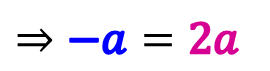 ⇒ −a = 2a